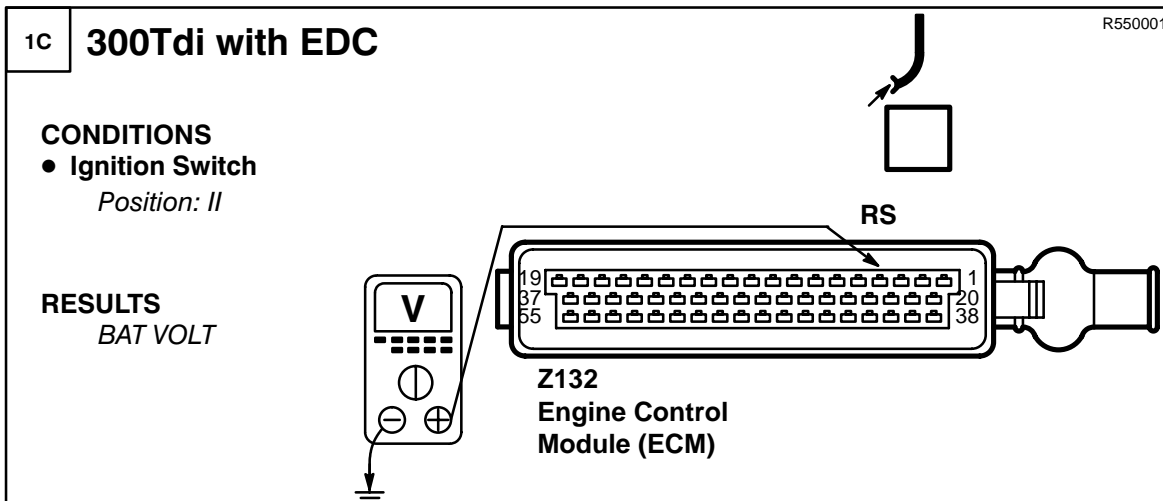 1C
300Tdi with EDC
R550001
CONDITIONS
● Ignition Switch
Position: II
RS
RESULTS
BAT VOLT
V
19
1
37
20
55
38
Z132
Engine Control
Module (ECM)